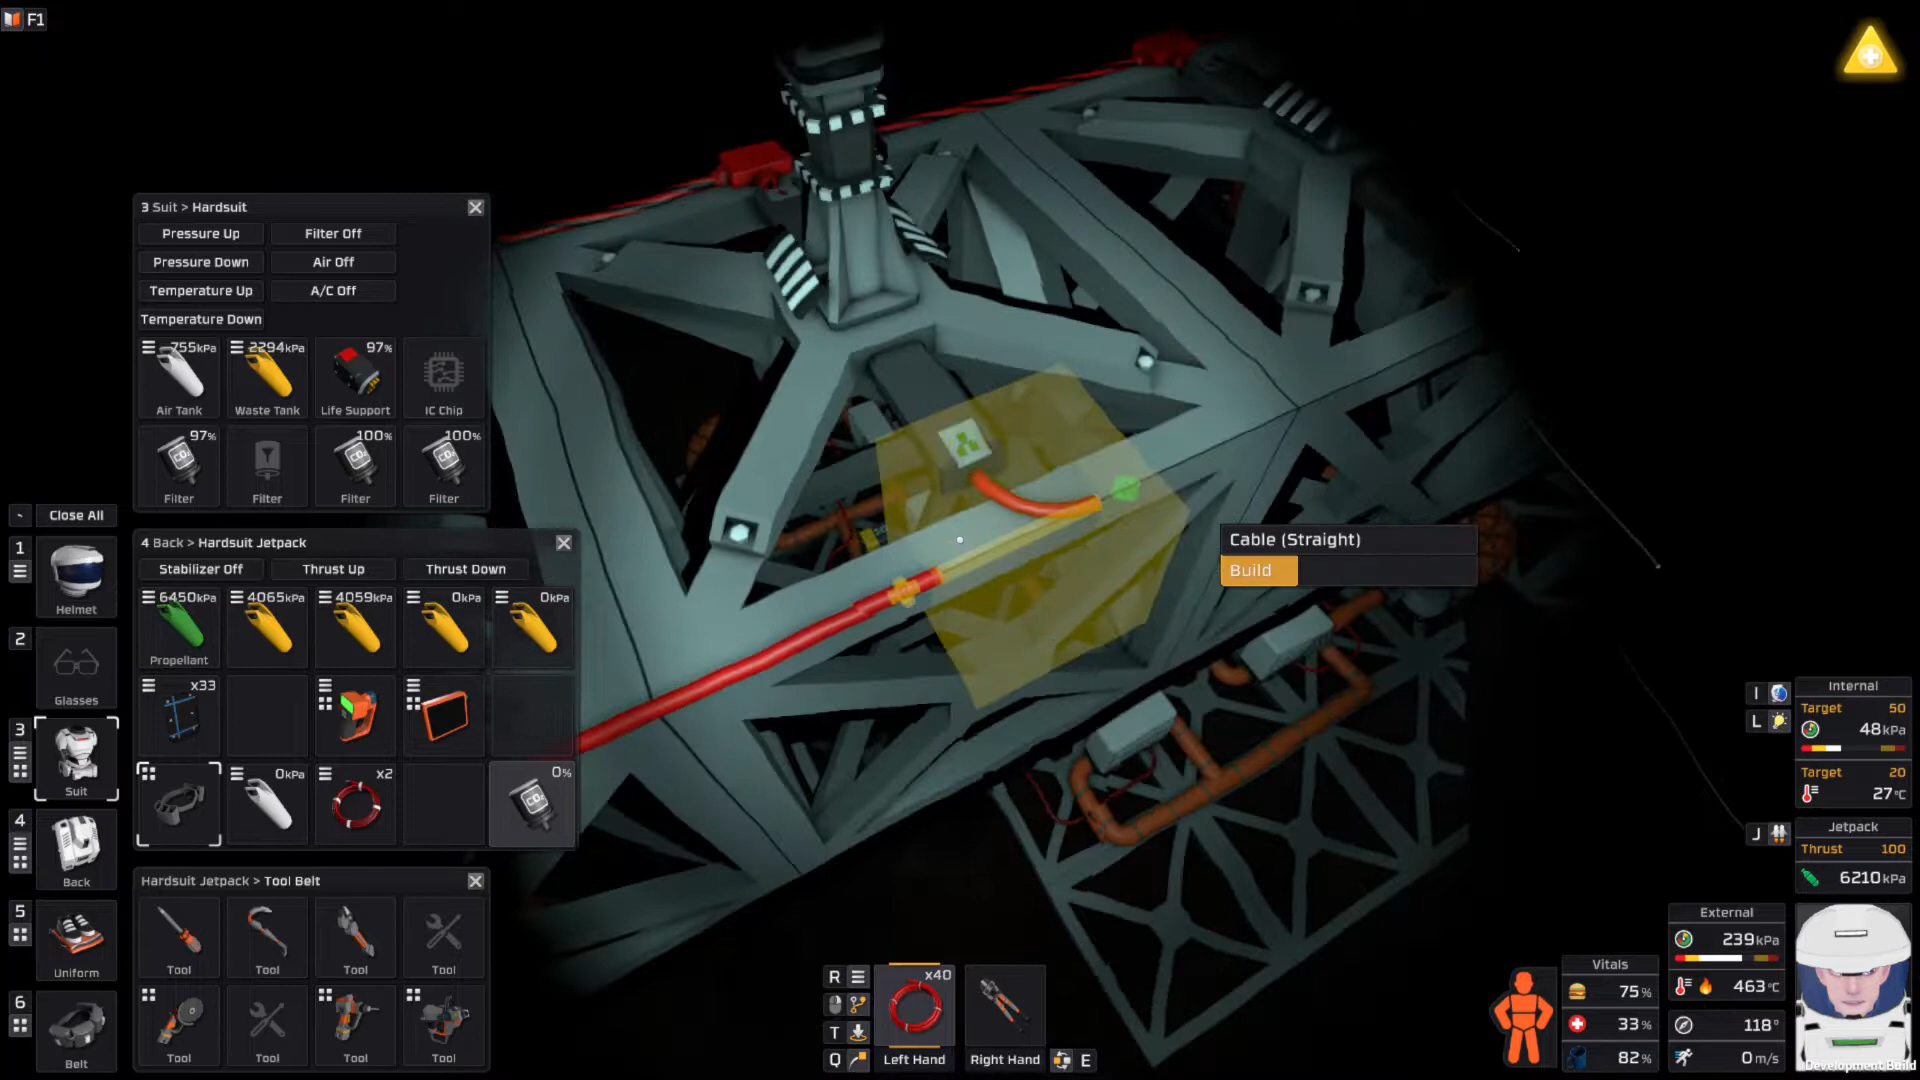 F1
3 Suit > Hardsuit
Pressure Up
Filter Off
Pressure Down
Air Off
Temperature Up
A/C Off
Temperature Down
755kPa
2294kPa
97%
Air Tank
Waste Tank
Life Support
IC Chip
97%
100%
100%
Filter
Filter
Filter
Filter
~
Close All
1
Helmet
2
Glasses
3
Suit
4
Back
5
Uniform
6
Belt
4 Back > Hardsuit Jetpack
Stabilizer Off
Thrust Up
Thrust Down
6450kPa
4065kPa
4059kPa
0kPa
0kPa
Propellant
x33
0kPa
x2
0%
Hardsuit Jetpack > Tool Belt
Tool
Tool
Tool
Tool
Tool
Tool
Tool
Tool
Cable (Straight)
Build
R
T
Q
x40
Left Hand
Right Hand
E
I
L
Internal
Target 50
48kPa
Target 20
27°C
J
Jetpack
Thrust 100
6210kPa
External
239kPa
463°C
118°
0m/s
Vitals
75%
33%
82%
Development Build